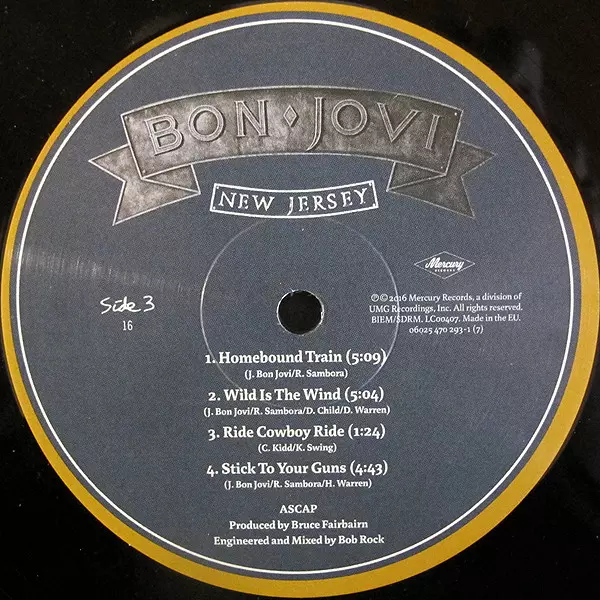 BON ◊ JOVI
NEW JERSEY
Mercury
RECORDS
Side 3
16
℗© 2016 Mercury Records, a division of
UMG Recordings, Inc. All rights reserved.
BIEM/SDRM. LC00407. Made in the EU.
06025 470 293-1 (7)
1. Homebound Train (5:09)
(J. Bon Jovi/R. Sambora)
2. Wild Is The Wind (5:04)
(J. Bon Jovi/R. Sambora/D. Child/D. Warren)
3. Ride Cowboy Ride (1:24)
(C. Kidd/K. Swing)
4. Stick To Your Guns (4:43)
(J. Bon Jovi/R. Sambora/H. Warren)
ASCAP
Produced by Bruce Fairbairn
Engineered and Mixed by Bob Rock